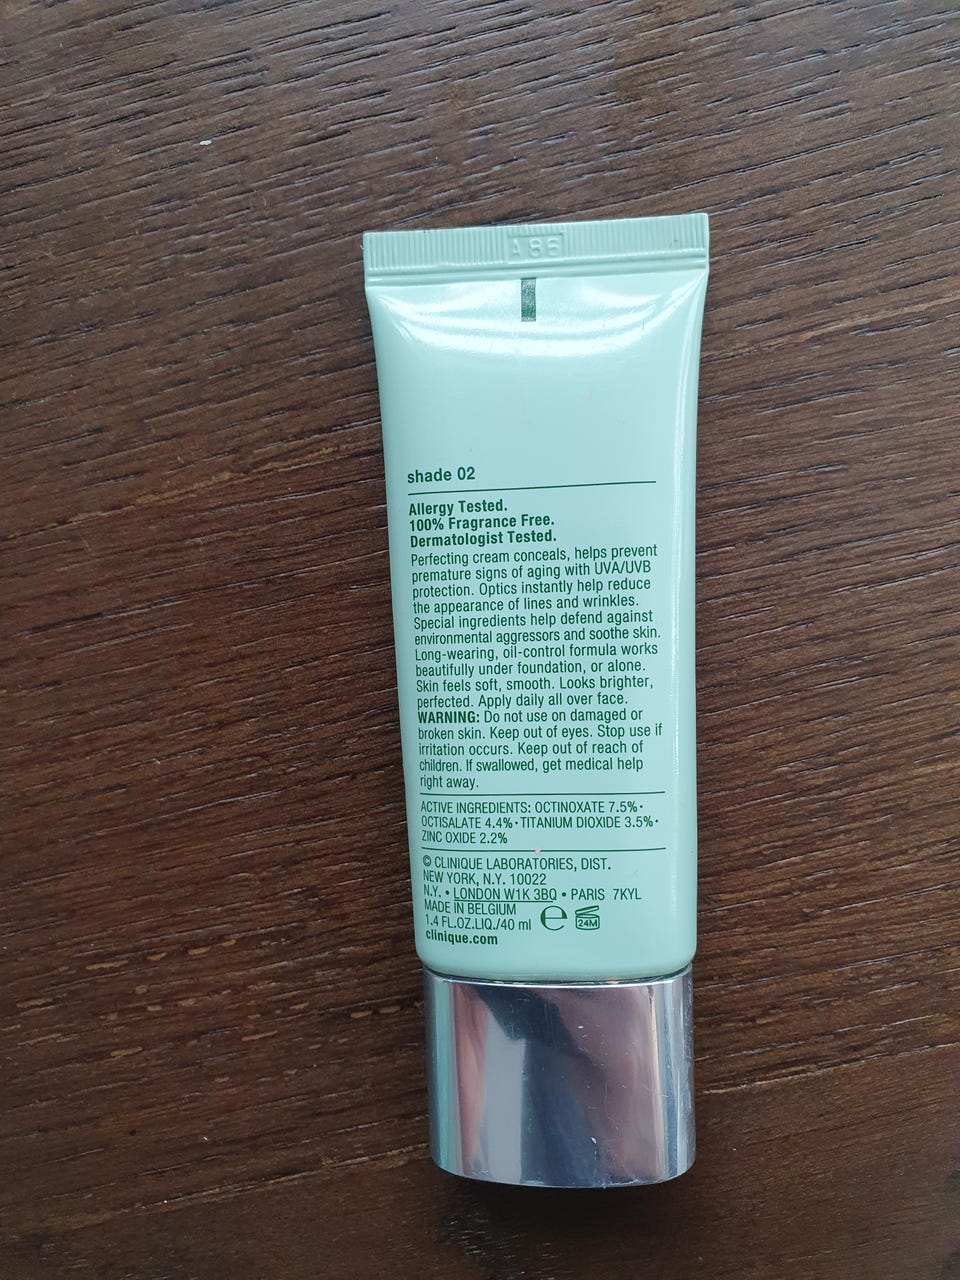 A86
shade 02
Allergy Tested.
100% Fragrance Free.
Dermatologist Tested.
Perfecting cream conceals, helps prevent
premature signs of aging with UVA/UVB
protection. Optics instantly help reduce
the appearance of lines and wrinkles.
Special ingredients help defend against
environmental aggressors and soothe skin.
Long-wearing, oil-control formula works
beautifully under foundation, or alone.
Skin feels soft, smooth. Looks brighter,
perfected. Apply daily all over face.
WARNING: Do not use on damaged or
broken skin. Keep out of eyes. Stop use if
irritation occurs. Keep out of reach of
children. If swallowed, get medical help
right away.
ACTIVE INGREDIENTS: OCTINOXATE 7.5%•
OCTISALATE 4.4%•TITANIUM DIOXIDE 3.5%•
ZINC OXIDE 2.2%
© CLINIQUE LABORATORIES, DIST.
NEW YORK, N.Y. 10022
N.Y. • LONDON W1K 3BQ • PARIS 7KYL
MADE IN BELGIUM
1.4 FL.OZ.LIQ./40 ml e 24M
clinique.com